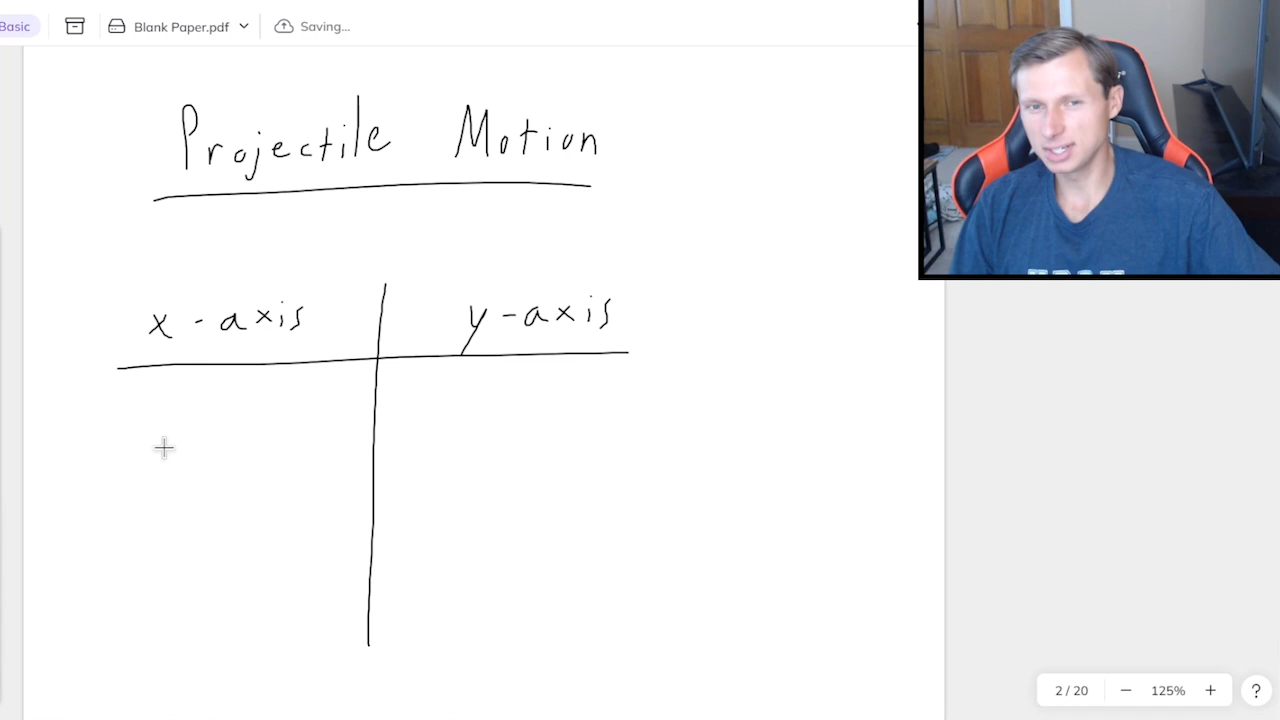 Basic Blank Paper.pdf Saving...
Projectile Motion
x - axis y - axis
2 / 20 125% ?